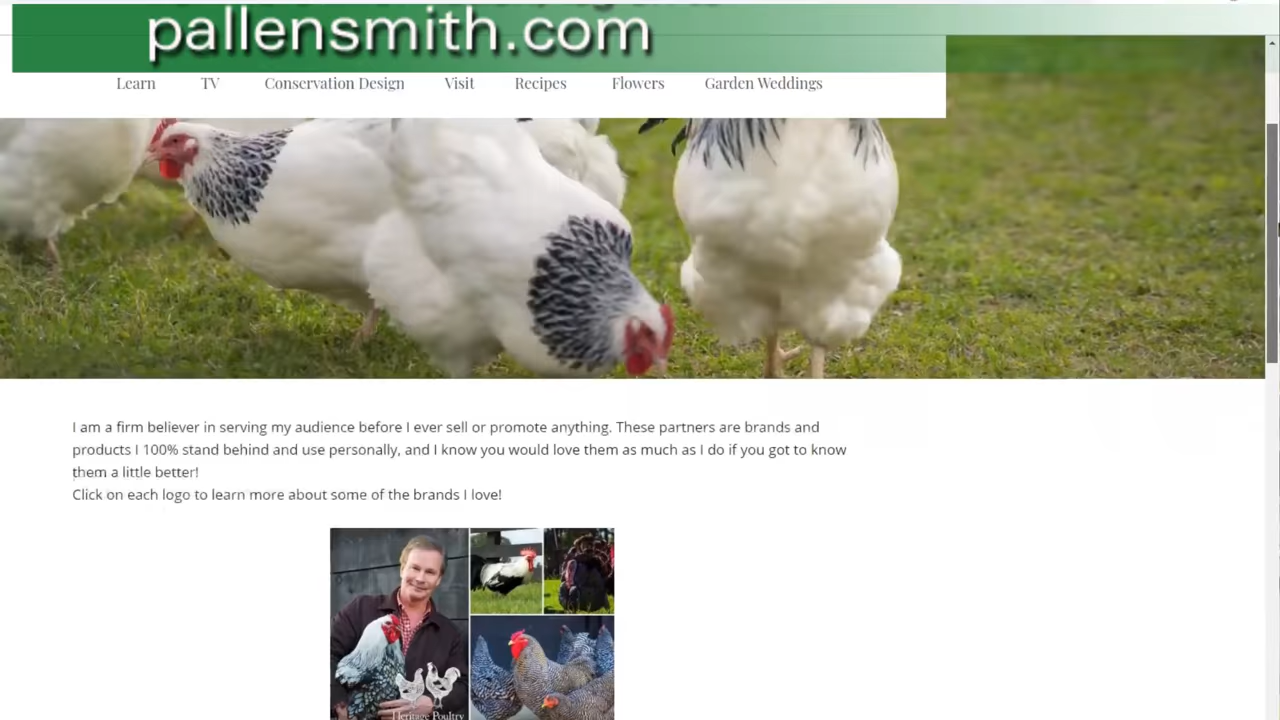 pallensmith.com
Learn TV Conservation Design Visit Recipes Flowers Garden Weddings
I am a firm believer in serving my audience before I ever sell or promote anything. These partners are brands and
products I 100% stand behind and use personally, and I know you would love them as much as I do if you got to know
them a little better!
Click on each logo to learn more about some of the brands I love!
Heritage Poultry